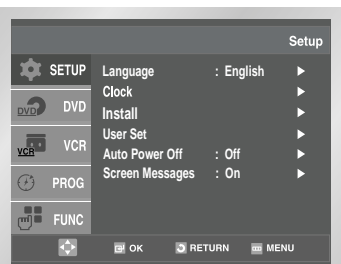 Setup
SETUP
DVD
DVD
VCR
VCR
PROG
FUNC
Language : English
Clock
Install
User Set
Auto Power Off : Off
Screen Messages : On
OK RETURN MENU